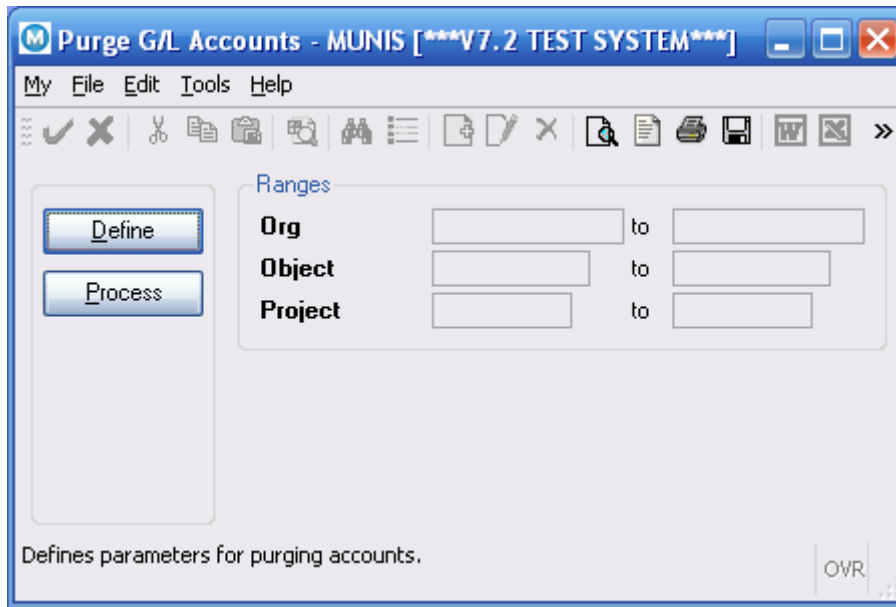 M Purge G/L Accounts - MUNIS [***V7.2 TEST SYSTEM***]
My File Edit Tools Help
W X »
Ranges
Define
Org to
Object to
Process
Project to
Defines parameters for purging accounts.
OVR